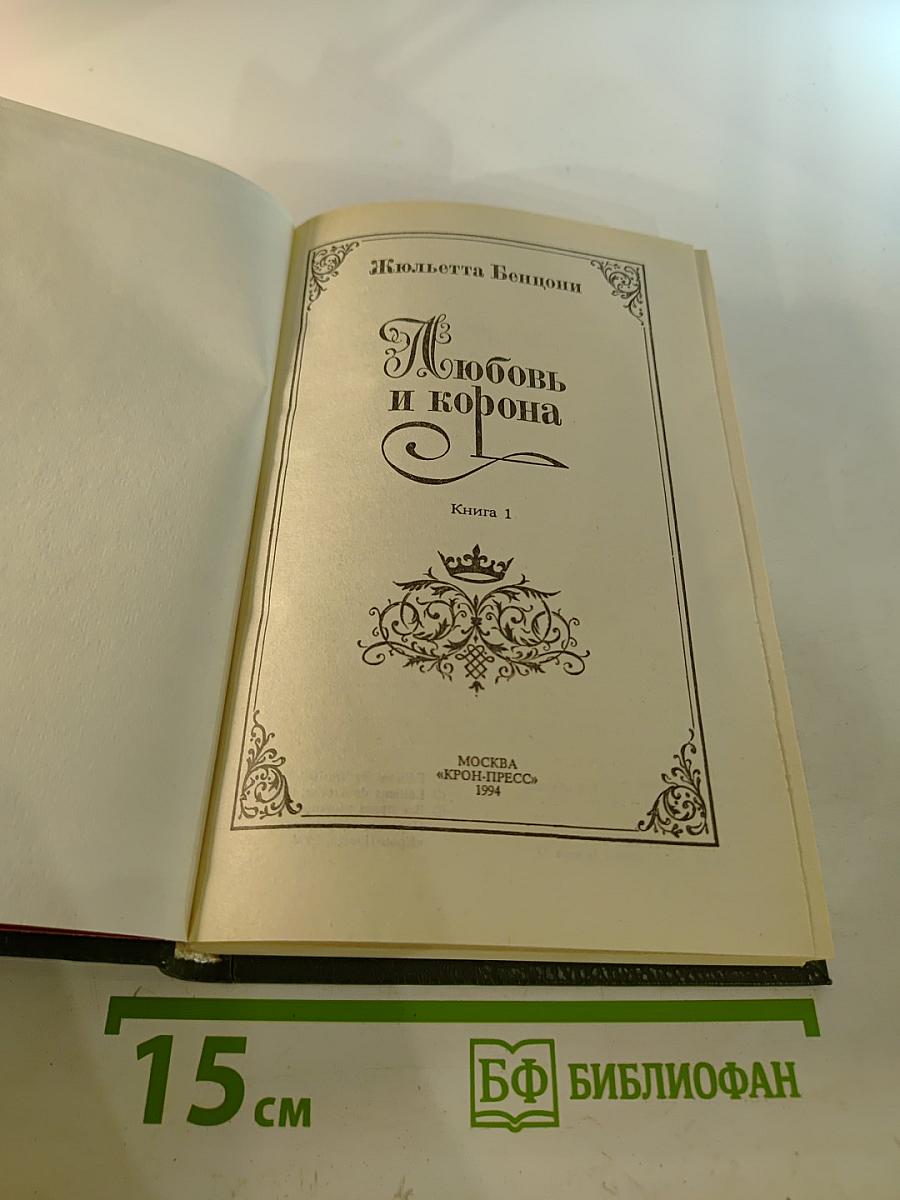 Жюльетта Бенцони
Любовь
и корона
Книга 1
МОСКВА
«КРОН-ПРЕСС»
1994
15 см
БФ БИБЛИОФАН